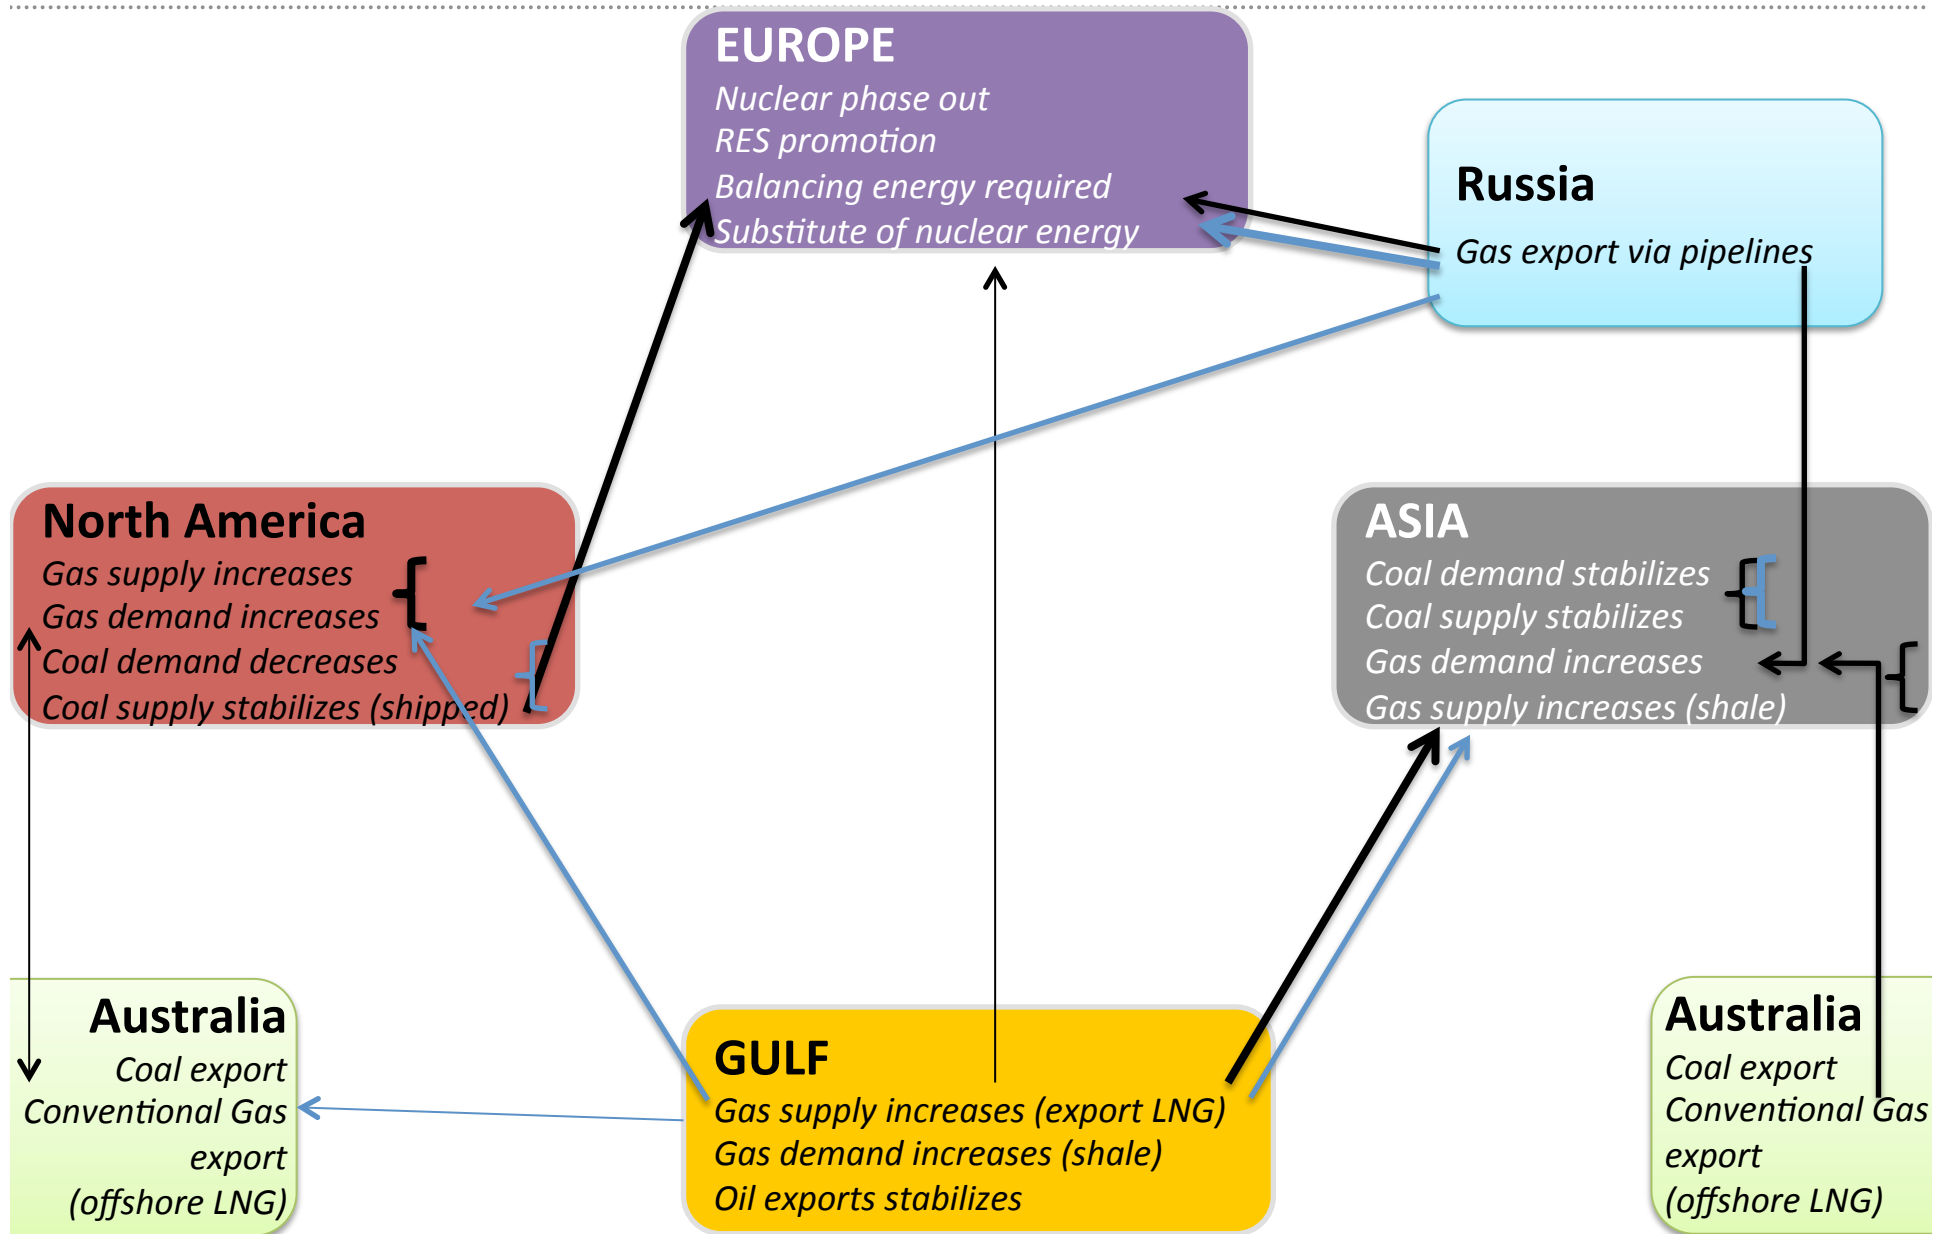 EUROPE
Nuclear phase out
RES promotion
Balancing energy required
Substitute of nuclear energy
Russia
Gas export via pipelines
North America
Gas supply increases
Gas demand increases
Coal demand decreases
Coal supply stabilizes (shipped)
ASIA
Coal demand stabilizes
Coal supply stabilizes
Gas demand increases
Gas supply increases (shale)
Australia
Coal export
Conventional Gas
export
(offshore LNG)
GULF
Gas supply increases (export LNG)
Gas demand increases (shale)
Oil exports stabilizes
Australia
Coal export
Conventional Gas
export
(offshore LNG)